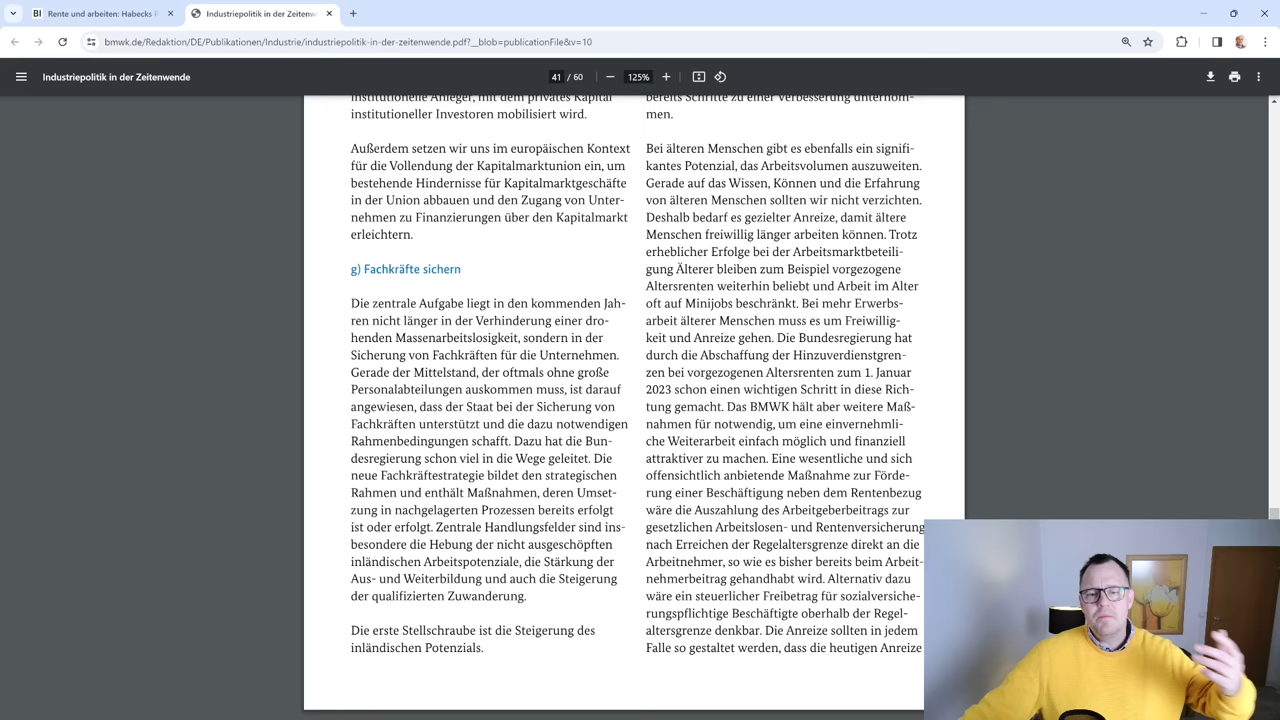 Rente und arbeiten: Habecks
Industriepolitik in der Zeitenw
bmwk.de/Redaktion/DE/Publikationen/Industrie/industriepolitik-in-der-zeitenwende.pdf?__blob=publicationFile&v=10
Industriepolitik in der Zeitenwende
41 / 60
125%
institutionelle Anleger, mit dem privates Kapital
institutioneller Investoren mobilisiert wird.
Außerdem setzen wir uns im europäischen Kontext
für die Vollendung der Kapitalmarktunion ein, um
bestehende Hindernisse für Kapitalmarktgeschäfte
in der Union abbauen und den Zugang von Unter-
nehmen zu Finanzierungen über den Kapitalmarkt
erleichtern.
g) Fachkräfte sichern
Die zentrale Aufgabe liegt in den kommenden Jah-
ren nicht länger in der Verhinderung einer dro-
henden Massenarbeitslosigkeit, sondern in der
Sicherung von Fachkräften für die Unternehmen.
Gerade der Mittelstand, der oftmals ohne große
Personalabteilungen auskommen muss, ist darauf
angewiesen, dass der Staat bei der Sicherung von
Fachkräften unterstützt und die dazu notwendigen
Rahmenbedingungen schafft. Dazu hat die Bun-
desregierung schon viel in die Wege geleitet. Die
neue Fachkräftestrategie bildet den strategischen
Rahmen und enthält Maßnahmen, deren Umset-
zung in nachgelagerten Prozessen bereits erfolgt
ist oder erfolgt. Zentrale Handlungsfelder sind ins-
besondere die Hebung der nicht ausgeschöpften
inländischen Arbeitspotenziale, die Stärkung der
Aus- und Weiterbildung und auch die Steigerung
der qualifizierten Zuwanderung.
Die erste Stellschraube ist die Steigerung des
inländischen Potenzials.
bereits Schritte zu einer Verbesserung unternom-
men.
Bei älteren Menschen gibt es ebenfalls ein signifi-
kantes Potenzial, das Arbeitsvolumen auszuweiten.
Gerade auf das Wissen, Können und die Erfahrung
von älteren Menschen sollten wir nicht verzichten.
Deshalb bedarf es gezielter Anreize, damit ältere
Menschen freiwillig länger arbeiten können. Trotz
erheblicher Erfolge bei der Arbeitsmarktbeteili-
gung Älterer bleiben zum Beispiel vorgezogene
Altersrenten weiterhin beliebt und Arbeit im Alter
oft auf Minijobs beschränkt. Bei mehr Erwerbs-
arbeit älterer Menschen muss es um Freiwillig-
keit und Anreize gehen. Die Bundesregierung hat
durch die Abschaffung der Hinzuverdienstgren-
zen bei vorgezogenen Altersrenten zum 1. Januar
2023 schon einen wichtigen Schritt in diese Rich-
tung gemacht. Das BMWK hält aber weitere Maß-
nahmen für notwendig, um eine einvernehmli-
che Weiterarbeit einfach möglich und finanziell
attraktiver zu machen. Eine wesentliche und sich
offensichtlich anbietende Maßnahme zur Förde-
rung einer Beschäftigung neben dem Rentenbezug
wäre die Auszahlung des Arbeitgeberbeitrags zur
gesetzlichen Arbeitslosen- und Rentenversicherung
nach Erreichen der Regelaltersgrenze direkt an die
Arbeitnehmer, so wie es bisher bereits beim Arbeit-
nehmerbeitrag gehandhabt wird. Alternativ dazu
wäre ein steuerlicher Freibetrag für sozialversiche-
rungspflichtige Beschäftigte oberhalb der Regel-
altersgrenze denkbar. Die Anreize sollten in jedem
Falle so gestaltet werden, dass die heutigen Anreize